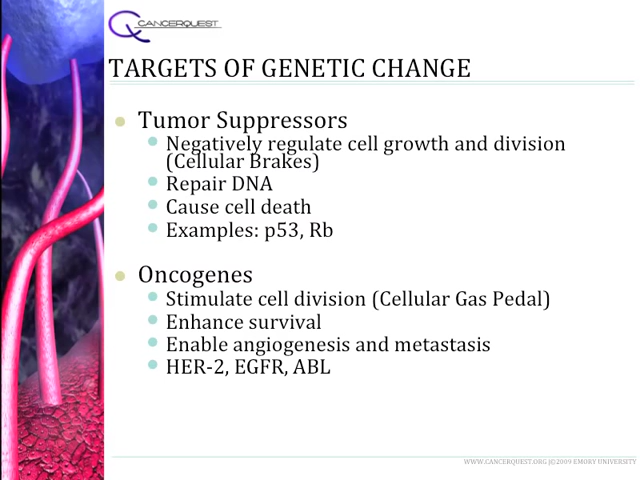 CANCERQUEST
TARGETS OF GENETIC CHANGE
Tumor Suppressors
Negatively regulate cell growth and division
(Cellular Brakes)
Repair DNA
Cause cell death
Examples: p53, Rb
Oncogenes
Stimulate cell division (Cellular Gas Pedal)
Enhance survival
Enable angiogenesis and metastasis
HER-2, EGFR, ABL
WWW.CANCERQUEST.ORG |©2009 EMORY UNIVERSITY